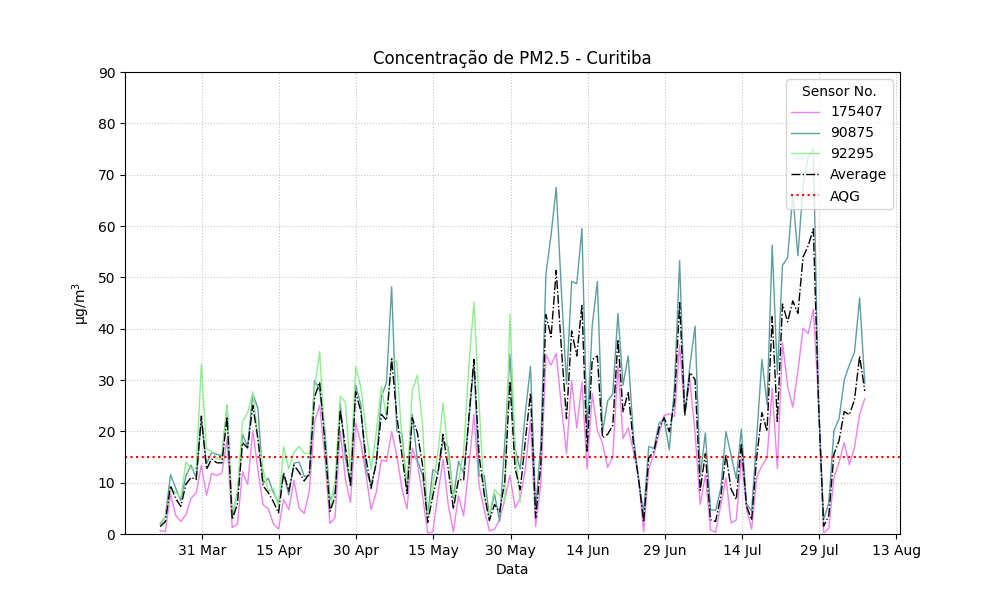 Concentração de PM2.5 - Curitiba
Sensor No.
175407
90875
92295
Average
AQG
90
80
70
60
50
40
30
20
10
0
µg/m³
31 Mar
15 Apr
30 Apr
15 May
30 May
14 Jun
29 Jun
14 Jul
29 Jul
13 Aug
Data